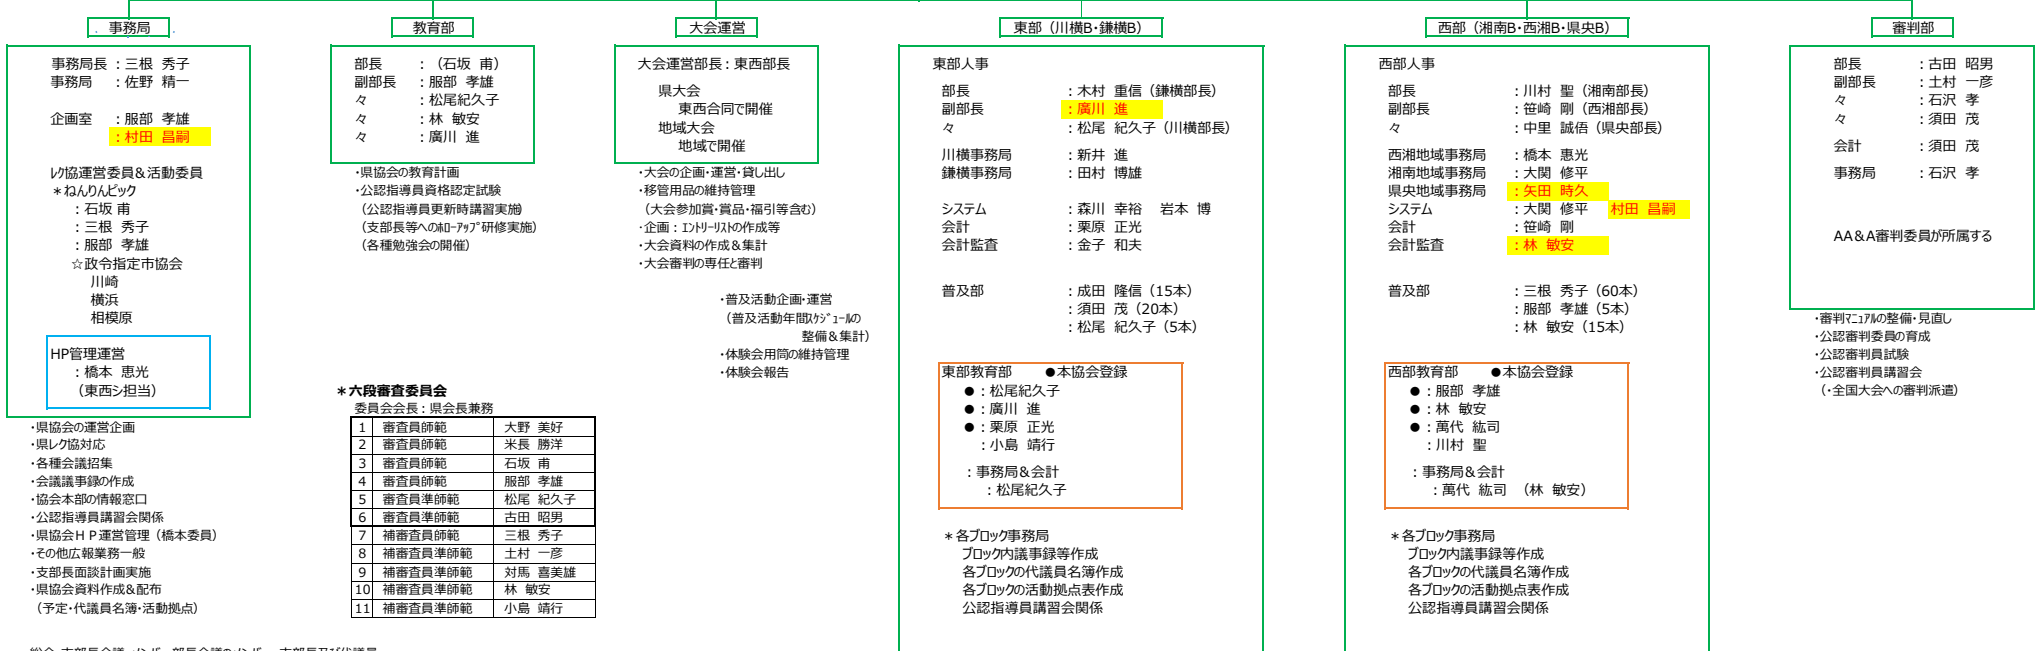 事務局
事務局長 : 三根 秀子
事務局 : 佐野 精一
企画室 : 服部 孝雄
: 村田 昌嗣
ﾚｸ協運営委員&活動委員
*ねんりんピック
: 石坂 甫
: 三根 秀子
: 服部 孝雄
☆政令指定市協会
川崎
横浜
相模原
HP管理運営
: 橋本 恵光
(東西シ担当)
・県協会の運営企画
・県レク協対応
・各種会議招集
・会議議事録の作成
・協会本部の情報窓口
・公認指導員講習会関係
・県協会HP運営管理(橋本委員)
・その他広報業務一般
・支部長面談計画実施
・県協会資料作成&配布
(予定・代議員名簿・活動拠点)
教育部
部長 : (石坂 甫)
副部長 : 服部 孝雄
々 : 松尾紀久子
々 : 林 敏安
々 : 廣川 進
・県協会の教育計画
・公認指導員資格認定試験
(公認指導員更新時講習実施)
(支部長等へのﾌｫﾛｰｱｯﾌﾟ研修実施)
(各種勉強会の開催)
*六段審査委員会
委員会会長 : 県会長兼務
1 審査員師範 大野 美好
2 審査員師範 米長 勝洋
3 審査員師範 石坂 甫
4 審査員師範 服部 孝雄
5 審査員準師範 松尾 紀久子
6 審査員準師範 古田 昭男
7 補審査員師範 三根 秀子
8 補審査員準師範 土村 一彦
9 補審査員準師範 対馬 喜美雄
10 補審査員準師範 林 敏安
11 補審査員準師範 小島 靖行
大会運営
大会運営部長 : 東西部長
県大会
東西合同で開催
地域大会
地域で開催
・大会の企画・運営・貸し出し
・移管用品の維持管理
(大会参加賞・賞品・福引等含む)
・企画 : ｴﾝﾄﾘｰﾘｽﾄの作成等
・大会資料の作成&集計
・大会審判の専任と審判
・普及活動企画・運営
(普及活動年間ｽｹｼﾞｭｰﾙの
整備&集計)
・体験会用筒の維持管理
・体験会報告
東部(川横B・鎌横B)
東部人事
部長 : 木村 重信(鎌横部長)
副部長 : 廣川 進
々 : 松尾 紀久子(川横部長)
川横事務局 : 新井 進
鎌横事務局 : 田村 博雄
システム : 森川 幸裕 岩本 博
会計 : 栗原 正光
会計監査 : 金子 和夫
普及部 : 成田 隆信(15本)
: 須田 茂(20本)
: 松尾 紀久子(5本)
東部教育部 ●本協会登録
● : 松尾紀久子
● : 廣川 進
● : 栗原 正光
: 小島 靖行
: 事務局&会計
: 松尾紀久子
*各ブロック事務局
ブロック内議事録等作成
各ブロックの代議員名簿作成
各ブロックの活動拠点表作成
公認指導員講習会関係
西部(湘南B・西湘B・県央B)
西部人事
部長 : 川村 聖(湘南部長)
副部長 : 笹崎 剛(西湘部長)
々 : 中里 誠悟(県央部長)
西湘地域事務局 : 橋本 恵光
湘南地域事務局 : 大関 修平
県央地域事務局 : 矢田 時久
システム : 大関 修平 村田 昌嗣
会計 : 笹崎 剛
会計監査 : 林 敏安
普及部 : 三根 秀子(60本)
: 服部 孝雄(5本)
: 林 敏安(15本)
西部教育部 ●本協会登録
● : 服部 孝雄
● : 林 敏安
● : 萬代 紘司
: 川村 聖
: 事務局&会計
: 萬代 紘司 (林 敏安)
*各ブロック事務局
ブロック内議事録等作成
各ブロックの代議員名簿作成
各ブロックの活動拠点表作成
公認指導員講習会関係
審判部
部長 : 古田 昭男
副部長 : 土村 一彦
々 : 石沢 孝
々 : 須田 茂
会計 : 須田 茂
事務局 : 石沢 孝
AA&A審判委員が所属する
・審判ﾏﾆｭｱﾙの整備・見直し
・公認審判委員の育成
・公認審判員試験
・公認審判員講習会
(・全国大会への審判派遣)